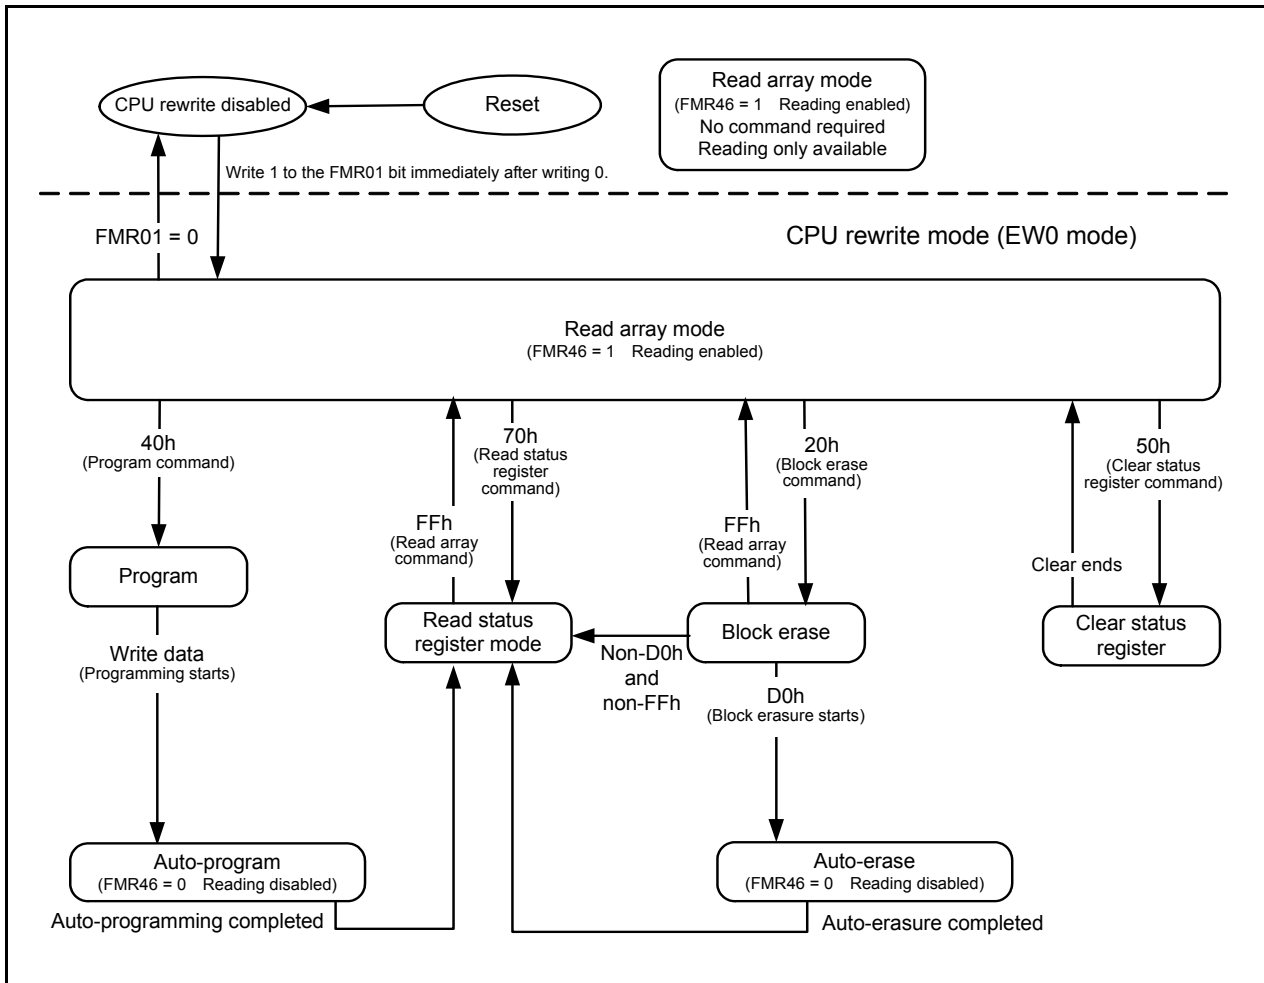 CPU rewrite disabled
Reset
Read array mode
(FMR46 = 1 Reading enabled)
No command required
Reading only available
Write 1 to the FMR01 bit immediately after writing 0.
FMR01 = 0
CPU rewrite mode (EW0 mode)
Read array mode
(FMR46 = 1 Reading enabled)
40h
(Program command)
70h
(Read status
register
command)
20h
(Block erase
command)
50h
(Clear status
register command)
FFh
(Read array
command)
FFh
(Read array
command)
Clear ends
Program
Read status
register mode
Block erase
Clear status
register
Write data
(Programming starts)
Non-D0h
and
non-FFh
D0h
(Block erasure starts)
Auto-program
(FMR46 = 0 Reading disabled)
Auto-erase
(FMR46 = 0 Reading disabled)
Auto-programming completed
Auto-erasure completed